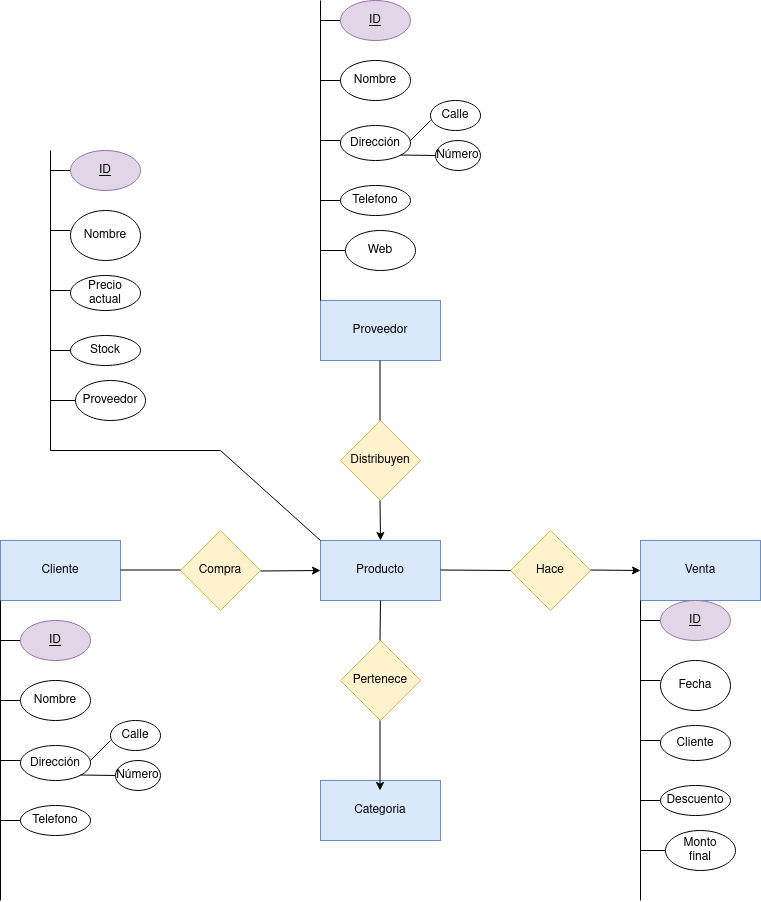 ID
Nombre
Dirección
Calle
Número
Telefono
Web
Proveedor
ID
Nombre
Precio
actual
Stock
Proveedor
Distribuyen
Cliente
Compra
Producto
Hace
Venta
ID
Nombre
Dirección
Calle
Número
Telefono
Pertenece
Categoria
ID
Fecha
Cliente
Descuento
Monto
final